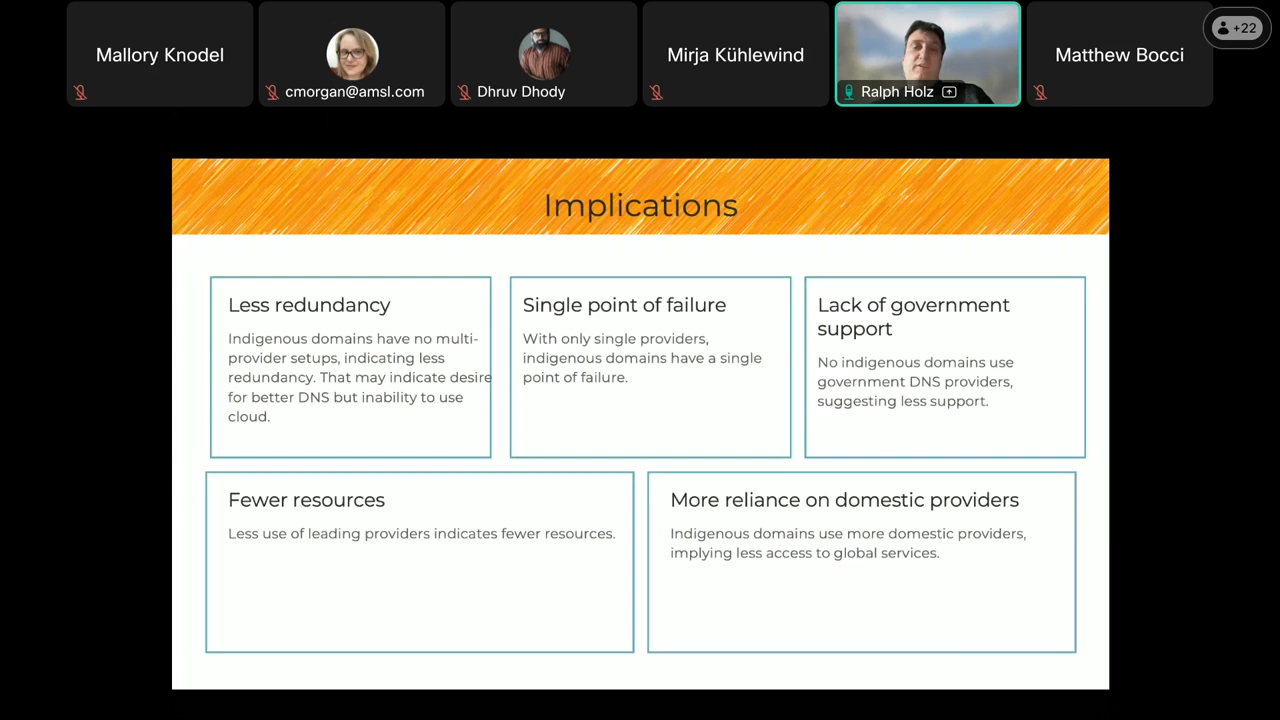 Mallory Knodel
cmorgan@amsl.com
Dhruv Dhody
Mirja Kühlewind
Ralph Holz
Matthew Bocci
+22
Implications
Less redundancy
Indigenous domains have no multi-
provider setups, indicating less
redundancy. That may indicate desire
for better DNS but inability to use
cloud.
Single point of failure
With only single providers,
indigenous domains have a single
point of failure.
Lack of government
support
No indigenous domains use
government DNS providers,
suggesting less support.
Fewer resources
Less use of leading providers indicates fewer resources.
More reliance on domestic providers
Indigenous domains use more domestic providers,
implying less access to global services.